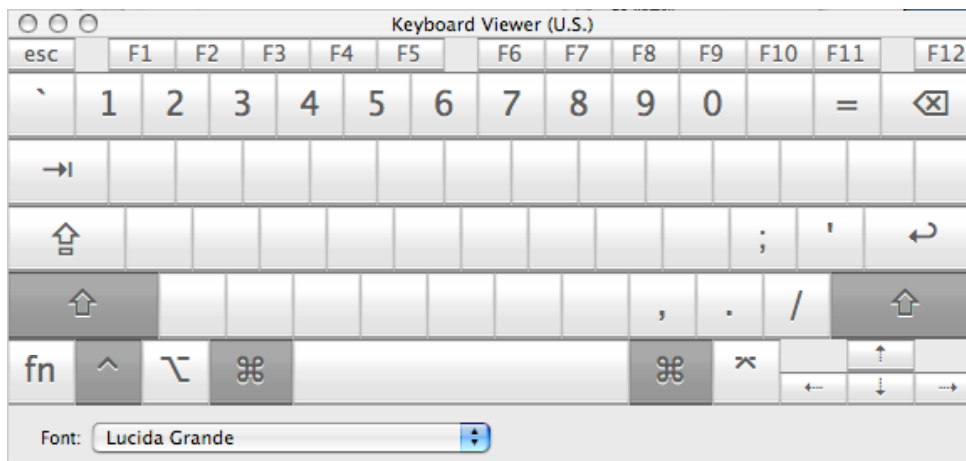 Keyboard Viewer (U.S.)
esc F1 F2 F3 F4 F5 F6 F7 F8 F9 F10 F11 F12
` 1 2 3 4 5 6 7 8 9 0 = ⌫
⇥
; ' ↩
⇧ , . / ⇧
fn ^ ⌥ ⌘ ⌘ ⌤ ← ↑ ↓ →
Font: Lucida Grande